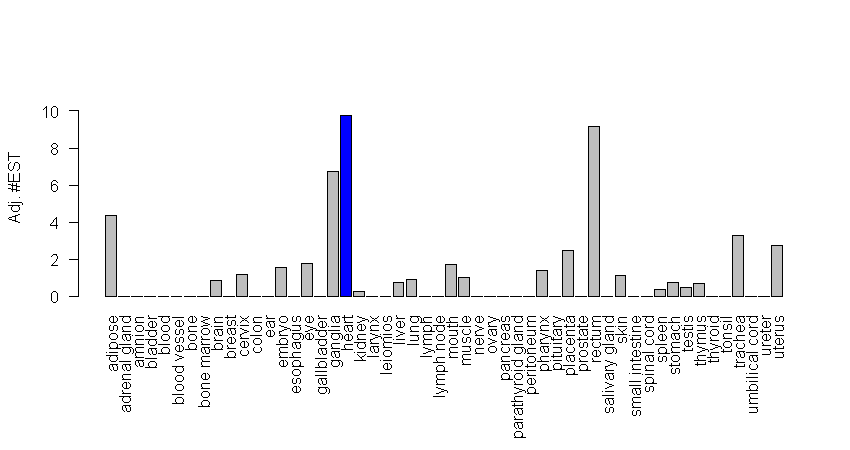 Adj. #EST
10
8
6
4
2
0
adipose
adrenal gland
amnion
bladder
blood
blood vessel
bone
bone marrow
brain
breast
cervix
colon
ear
embryo
esophagus
eye
gallbladder
ganglia
heart
kidney
larynx
leiomios
liver
lung
lymph
lymph node
mouth
muscle
nerve
ovary
pancreas
parathyroid gland
peritoneum
pharynx
pituitary
placenta
prostate
rectum
salivary gland
skin
small intestine
spinal cord
spleen
stomach
testis
thymus
thyroid
tonsil
trachea
umbilical cord
ureter
uterus